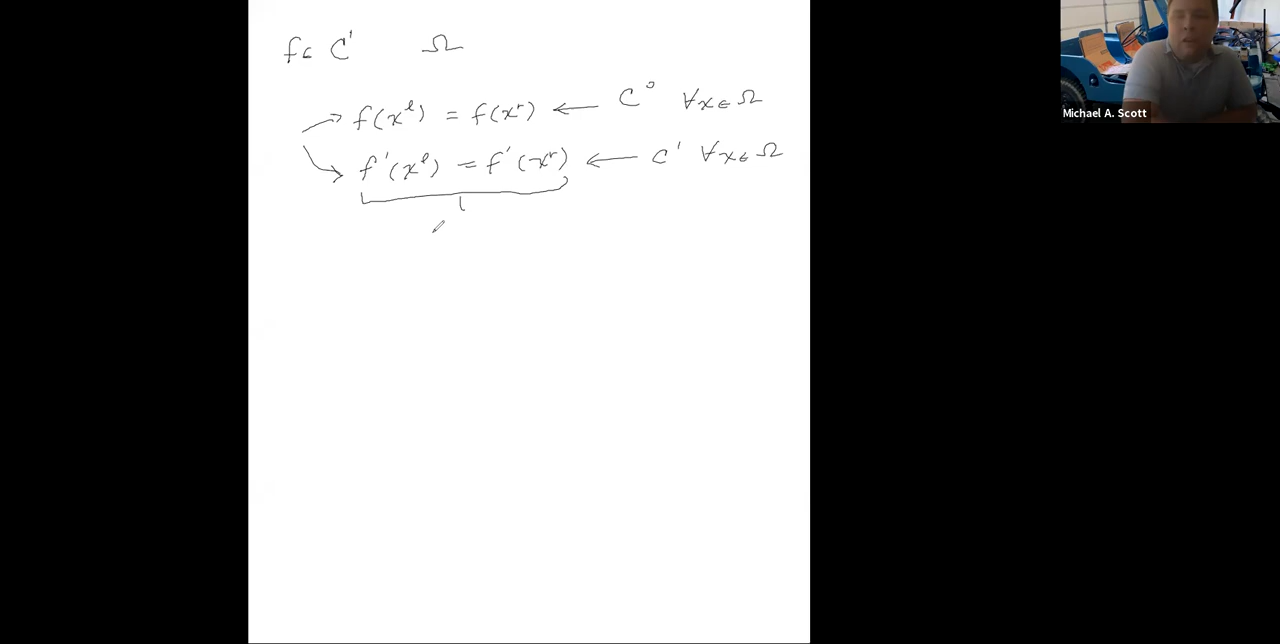 f ∈ C¹ Ω
→ f(xˡ) = f(xʳ) ← C⁰ ∀x ∈ Ω
→ f'(xˡ) = f'(xʳ) ← C¹ ∀x ∈ Ω
Michael A. Scott